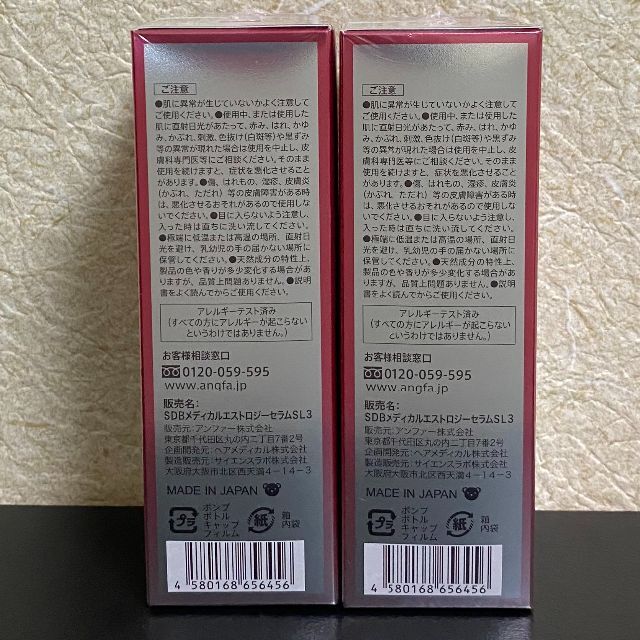 ご注意
●肌に異常が生じていないかよく注意して
ご使用ください。●使用中、または使用した
肌に直射日光があたって、赤み、はれ、かゆ
み、かぶれ、刺激、色抜け(白斑等)や黒ずみ
等の異常が現れた場合は使用を中止し、皮
膚科専門医等にご相談ください。そのまま
使用を続けますと、症状を悪化させること
があります。●傷、はれもの、湿疹、皮膚炎
(かぶれ、ただれ)等の皮膚障害がある時
は、悪化させるおそれがあるので使用しな
いでください。●目に入らないよう注意し、
入った時は直ちに洗い流してください。
●極端に低温または高温の場所、直射日
光を避け、乳幼児の手の届かない場所に
保管してください。●天然成分の特性上、
製品の色や香りが多少変化する場合があ
りますが、品質上問題ありません。●説明
書をよく読んでからご使用ください。
アレルギーテスト済み
(すべての方にアレルギーが起こらない
というわけではありません。)
お客様相談窓口
0120-059-595
www.angfa.jp
販売名:
SDBメディカルエストロジーセラムSL3
販売元:アンファー株式会社
東京都千代田区丸の内二丁目7番2号
企画開発元:ヘアメディカル株式会社
製造販売元:サイエンスラボ株式会社
大阪府大阪市北区西天満4-14-3
MADE IN JAPAN
プラ
ポンプ
ボトル
キャップ
フィルム
紙
箱
内袋
4 580168 656456
ご注意
●肌に異常が生じていないかよく注意して
ご使用ください。●使用中、または使用した
肌に直射日光があたって、赤み、はれ、かゆ
み、かぶれ、刺激、色抜け(白斑等)や黒ずみ
等の異常が現れた場合は使用を中止し、皮
膚科専門医等にご相談ください。そのまま
使用を続けますと、症状を悪化させること
があります。●傷、はれもの、湿疹、皮膚炎
(かぶれ、ただれ)等の皮膚障害がある時
は、悪化させるおそれがあるので使用しな
いでください。●目に入らないよう注意し、
入った時は直ちに洗い流してください。
●極端に低温または高温の場所、直射日
光を避け、乳幼児の手の届かない場所に
保管してください。●天然成分の特性上、
製品の色や香りが多少変化する場合があ
りますが、品質上問題ありません。●説明
書をよく読んでからご使用ください。
アレルギーテスト済み
(すべての方にアレルギーが起こらない
というわけではありません。)
お客様相談窓口
0120-059-595
www.angfa.jp
販売名:
SDBメディカルエストロジーセラムSL3
販売元:アンファー株式会社
東京都千代田区丸の内二丁目7番2号
企画開発元:ヘアメディカル株式会社
製造販売元:サイエンスラボ株式会社
大阪府大阪市北区西天満4-14-3
MADE IN JAPAN
プラ
ポンプ
ボトル
キャップ
フィルム
紙
箱
内袋
4 580168 656456